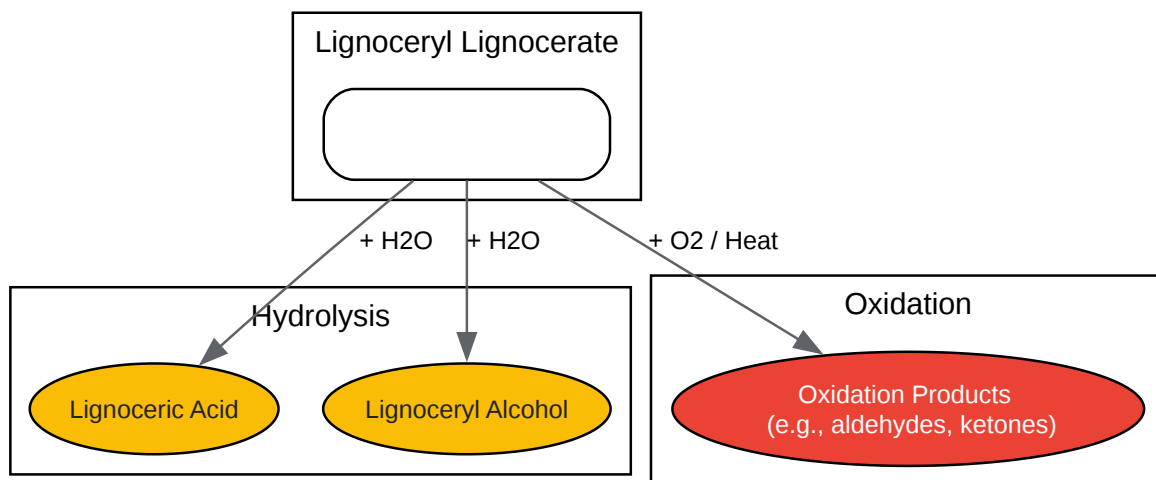 Lignoceryl Lignocerate
+ H2O
+ H2O
+ O2 / Heat
Hydrolysis
Oxidation
Lignoceric Acid
Lignoceryl Alcohol
Oxidation Products
(e.g., aldehydes, ketones)